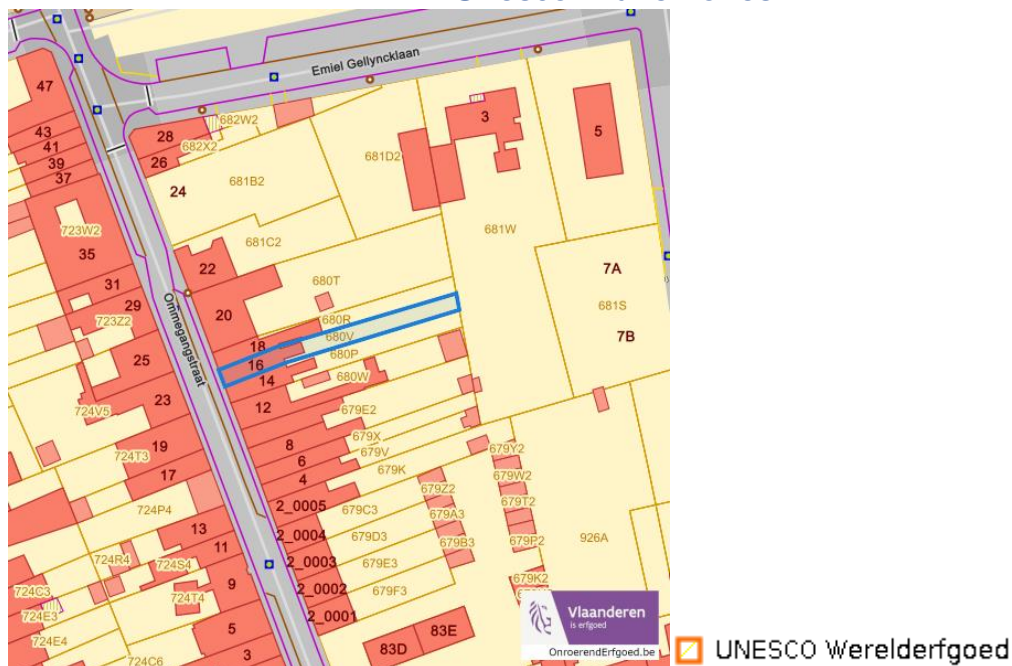 Emiel Gellyncklaan
47
43
41
39
37
28
682W2
682X2
26
24
681B2
681D2
3
5
723W2
35
681C2
681W
22
680T
7A
31
29
723Z2
Ommegangstraat
20
680R
681S
18
680V
7B
16
680P
14
680W
25
23
12
679E2
724V5
8
679X
679V
19
6
679K
679Y2
724T3
17
4
679Z2
679W2
2_0005
679C3
679T2
724P4
679A3
13
2_0004
679D3
679B3
679P2
926A
11
724R4
724S4
2_0003
679E3
9
679K2
724C3
724T4
2_0002
679F3
724E3
2_0001
5
83E
724E4
83D
3
724C6
Vlaanderen
is erfgoed
OnroerendErfgoed.be
UNESCO Werelderfgoed